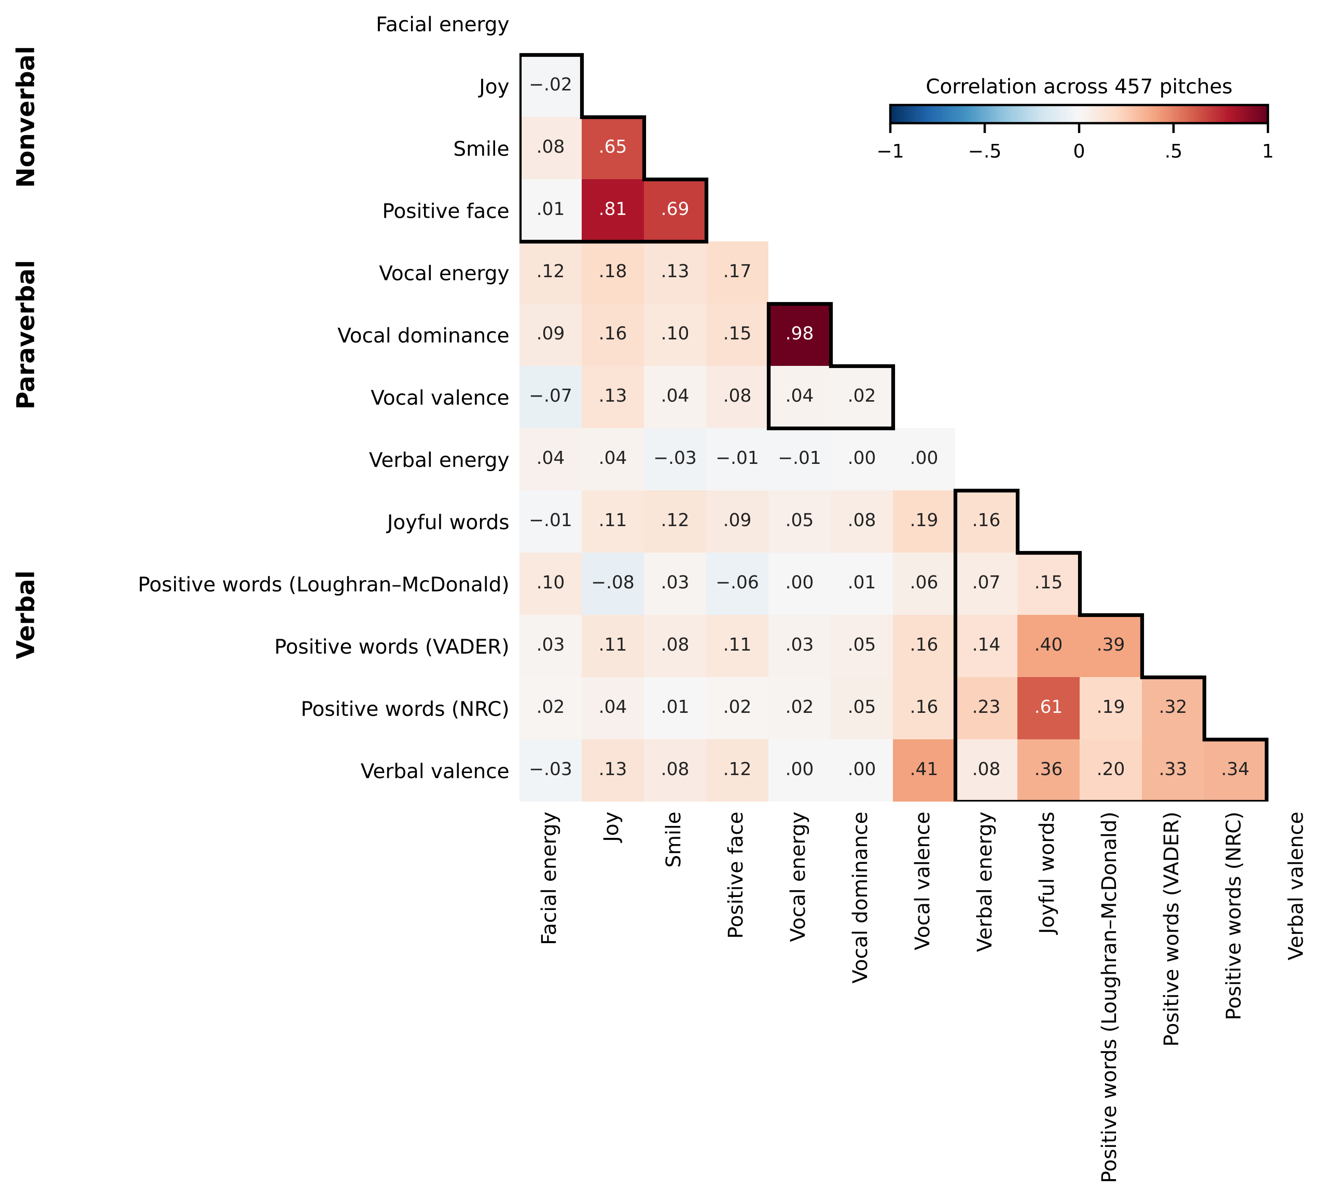 Facial energy
Correlation across 457 pitches
−1 −.5 0 .5 1
Nonverbal
Joy −.02
Smile .08 .65
Positive face .01 .81 .69
Paraverbal
Vocal energy .12 .18 .13 .17
Vocal dominance .09 .16 .10 .15 .98
Vocal valence −.07 .13 .04 .08 .04 .02
Verbal
Verbal energy .04 .04 −.03 −.01 −.01 .00 .00
Joyful words −.01 .11 .12 .09 .05 .08 .19 .16
Positive words (Loughran–McDonald) .10 −.08 .03 −.06 .00 .01 .06 .07 .15
Positive words (VADER) .03 .11 .08 .11 .03 .05 .16 .14 .40 .39
Positive words (NRC) .02 .04 .01 .02 .02 .05 .16 .23 .61 .19 .32
Verbal valence −.03 .13 .08 .12 .00 .00 .41 .08 .36 .20 .33 .34
Facial energy
Joy
Smile
Positive face
Vocal energy
Vocal dominance
Vocal valence
Verbal energy
Joyful words
Positive words (Loughran–McDonald)
Positive words (VADER)
Positive words (NRC)
Verbal valence